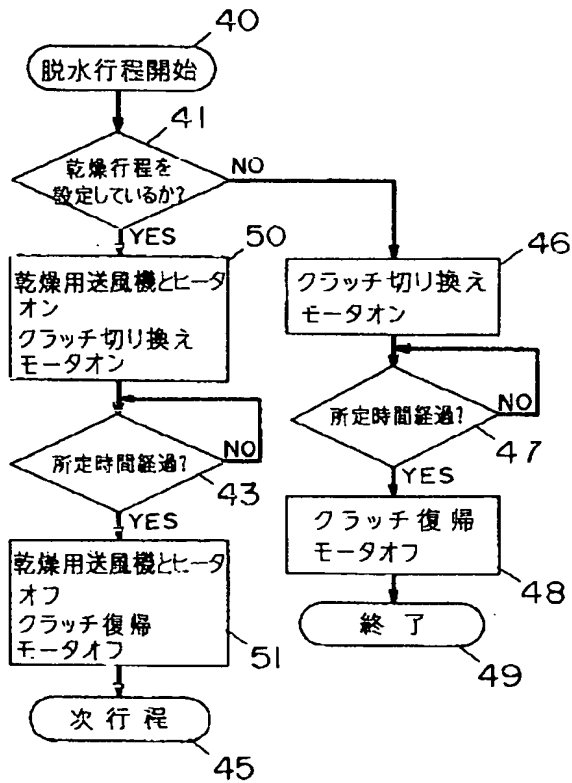 40
脱水行程開始
41
乾燥行程を
設定しているか?
NO
YES
50
乾燥用送風機とヒータ
オン
クラッチ切り換え
モータオン
NO
所定時間経過?
43
YES
乾燥用送風機とヒータ
オフ
クラッチ復帰
モータオフ
51
次行程
45
46
クラッチ切り換え
モータオン
NO
所定時間経過?
47
YES
クラッチ復帰
モータオフ
48
終了
49